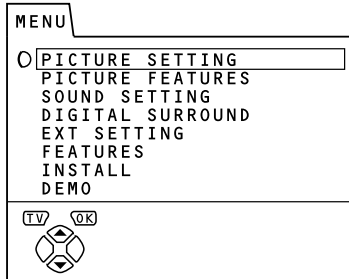 MENU
PICTURE SETTING
PICTURE FEATURES
SOUND SETTING
DIGITAL SURROUND
EXT SETTING
FEATURES
INSTALL
DEMO
TV OK